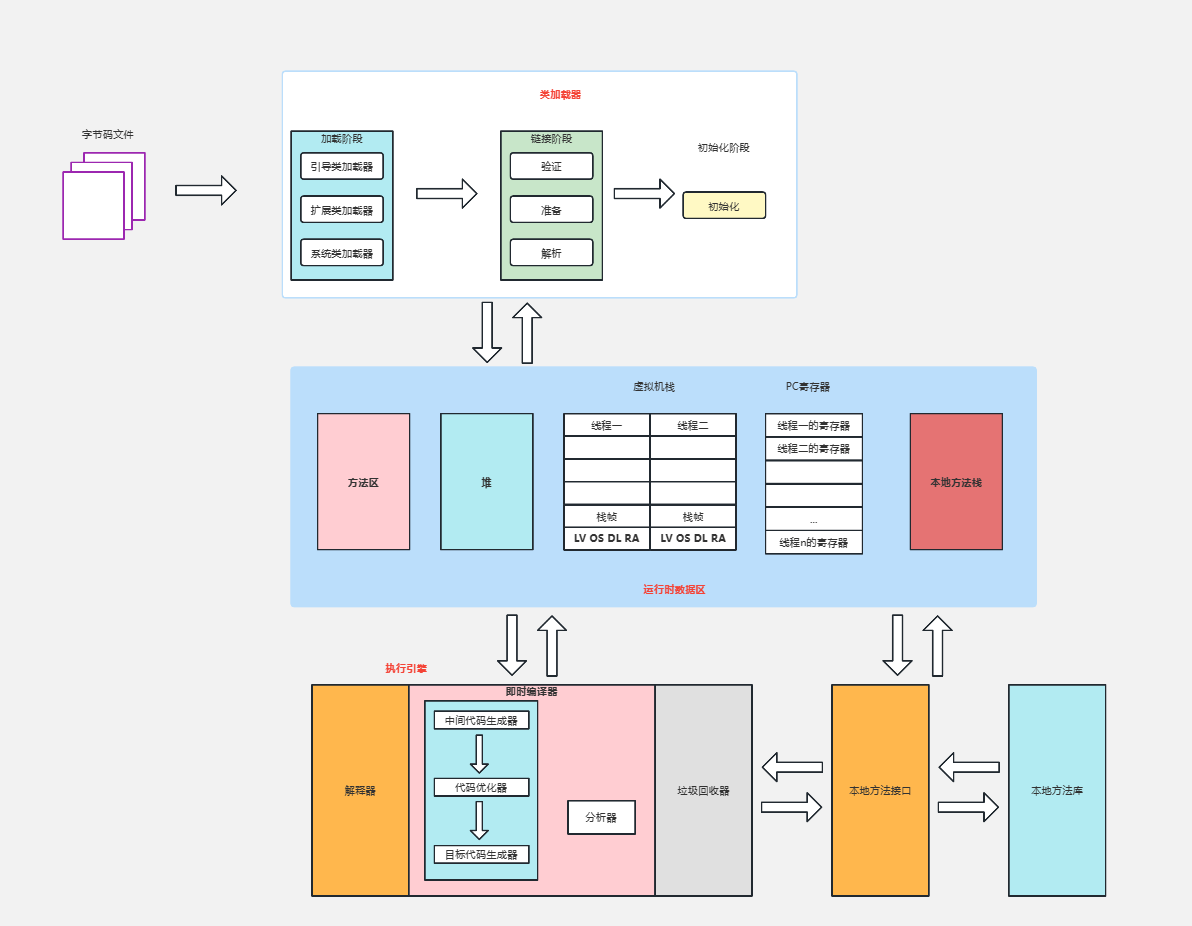 类加载器
字节码文件
加载阶段
引导类加载器
扩展类加载器
系统类加载器
链接阶段
验证
准备
解析
初始化阶段
初始化
虚拟机栈
PC寄存器
方法区
堆
线程一
线程二
栈帧
栈帧
LV OS DL RA
LV OS DL RA
线程一的寄存器
线程二的寄存器
...
线程n的寄存器
本地方法栈
运行时数据区
执行引擎
解释器
即时编译器
中间代码生成器
代码优化器
目标代码生成器
分析器
垃圾回收器
本地方法接口
本地方法库